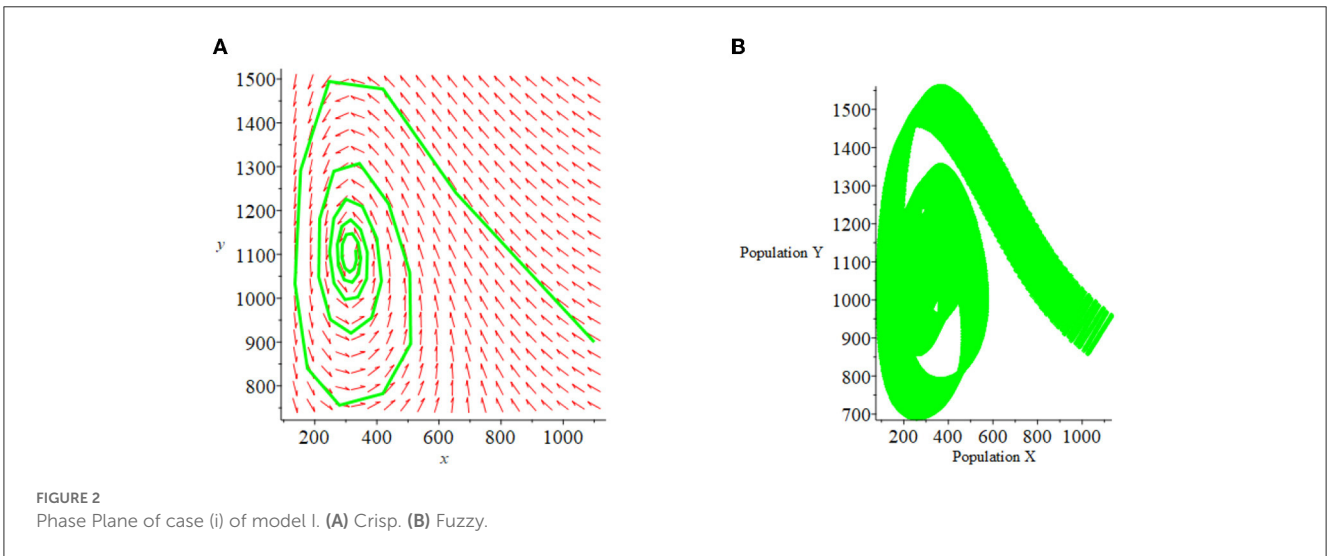 A
1500
1400
1300
1200
y
1100
1000
900
800
200 400 600 800 1000
x
B
1500
1400
1300
1200
Population Y
1100
1000
900
800
700
200 400 600 800 1000
Population X
FIGURE 2
Phase Plane of case (i) of model I. (A) Crisp. (B) Fuzzy.